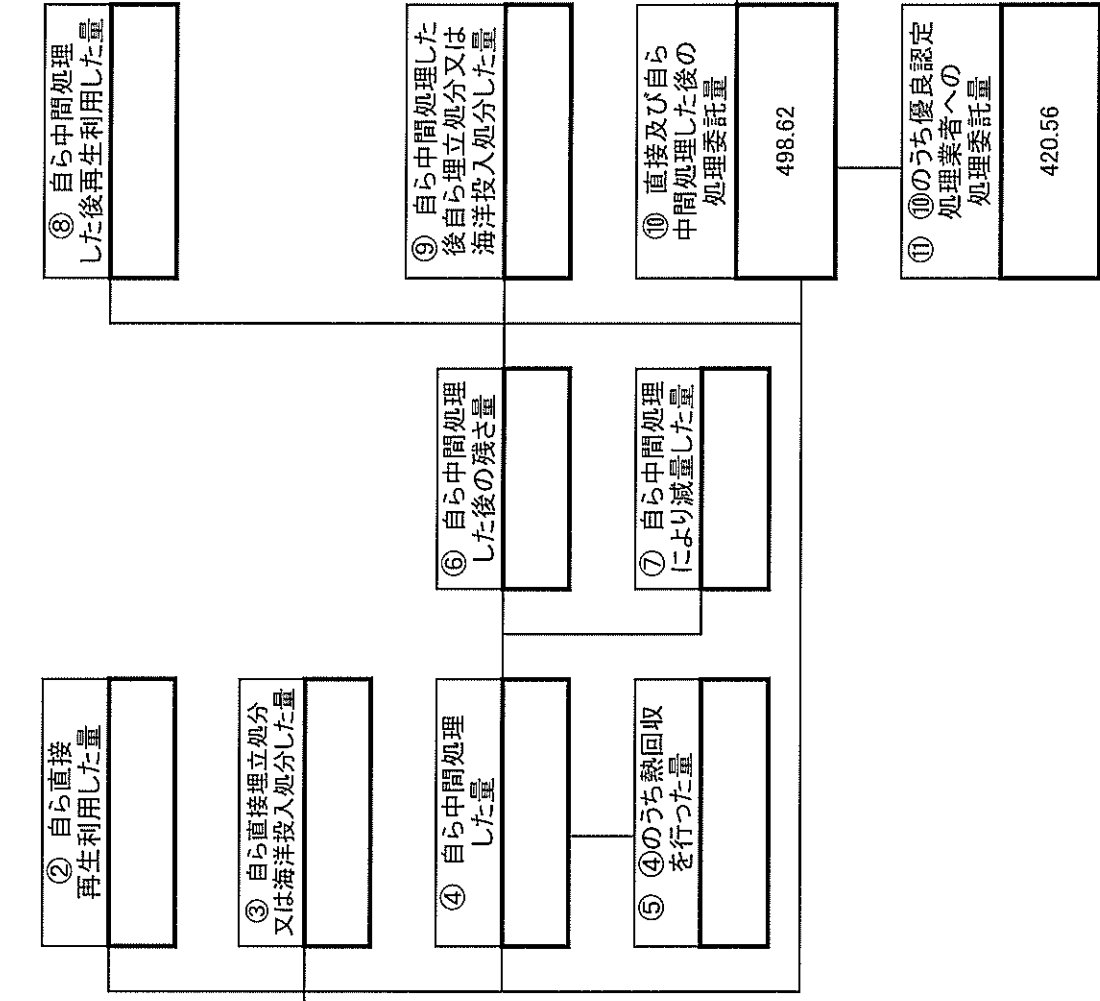 ② 自ら直接
再生利用した量
③ 自ら直接埋立処分
又は海洋投入処分した量
④ 自ら中間処理
した量
⑤ ④のうち熱回収
を行った量
⑥ 自ら中間処理
した後の残さ量
⑦ 自ら中間処理
により減量した量
⑧ 自ら中間処理
した後再生利用した量
⑨ 自ら中間処理した
後自ら埋立処分又は
海洋投入処分した量
⑩ 直接及び自ら
中間処理した後の
処理委託量
498.62
⑪ ⑩のうち優良認定
処理業者への
処理委託量
420.56